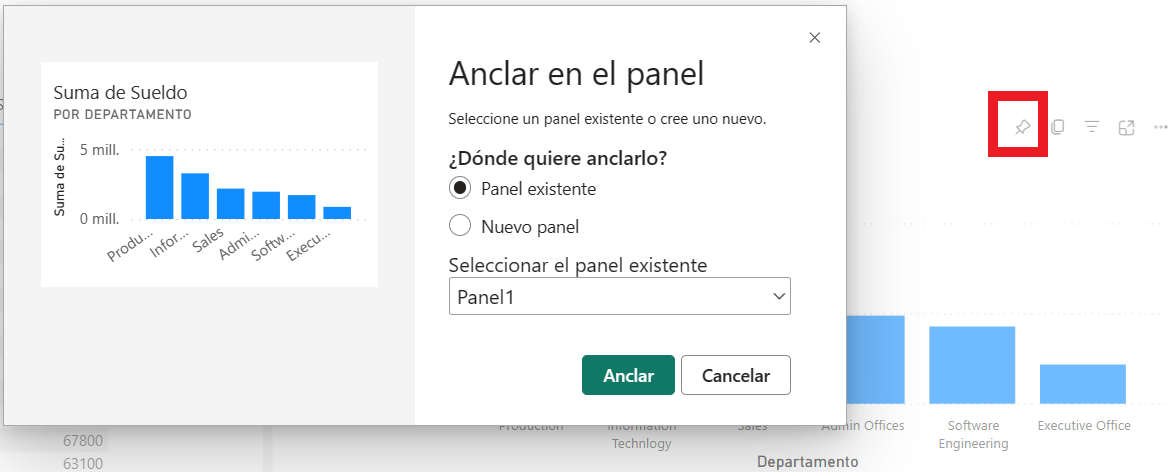 Suma de Sueldo
POR DEPARTAMENTO
Suma de Su...
5 mill.
0 mill.
Produ...
Infor...
Sales
Admi...
Softw...
Execu...
Anclar en el panel
Seleccione un panel existente o cree uno nuevo.
¿Dónde quiere anclarlo?
Panel existente
Nuevo panel
Seleccionar el panel existente
Panel1
Anclar
Cancelar
67800
63100
Production
Information
Technlogy
Sales
Admin Offices
Software
Engineering
Executive Office
Departamento